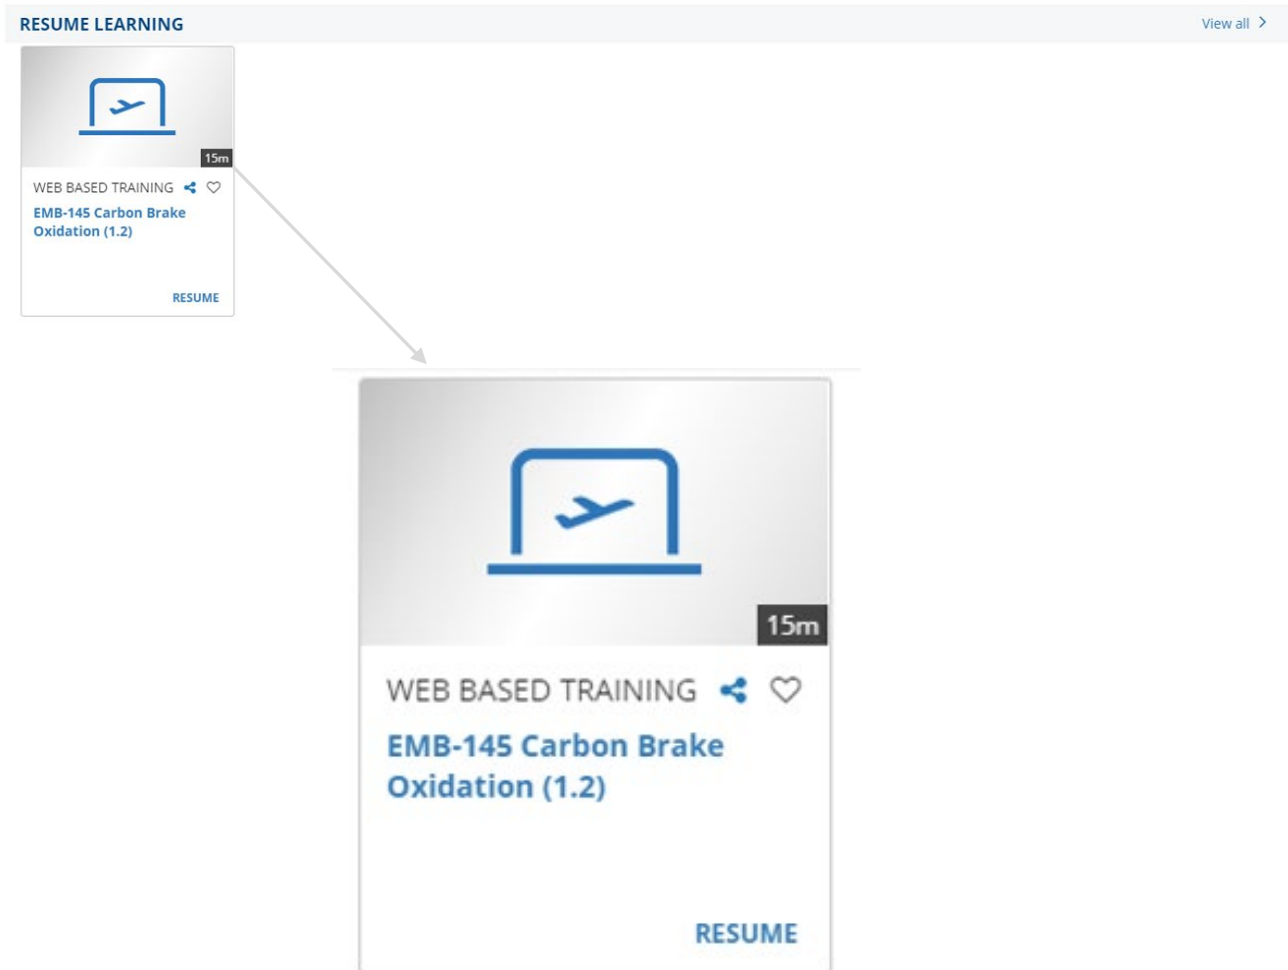 RESUME LEARNING
View all
15m
WEB BASED TRAINING
EMB-145 Carbon Brake
Oxidation (1.2)
RESUME
15m
WEB BASED TRAINING
EMB-145 Carbon Brake
Oxidation (1.2)
RESUME